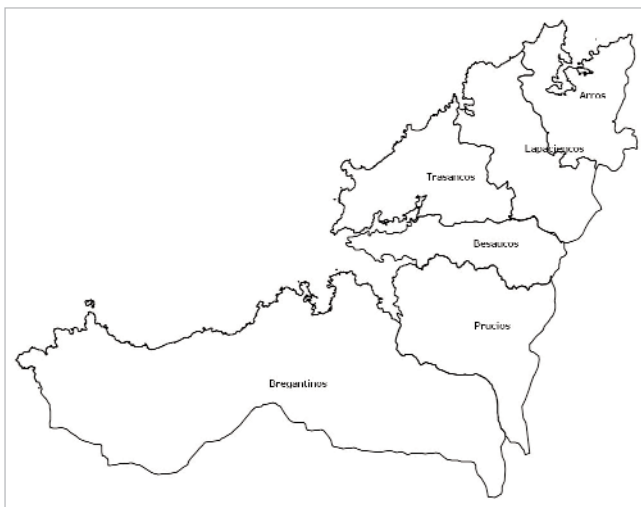 Arros
Lapaciencos
Trasancos
Besaucos
Prucios
Bregantinos